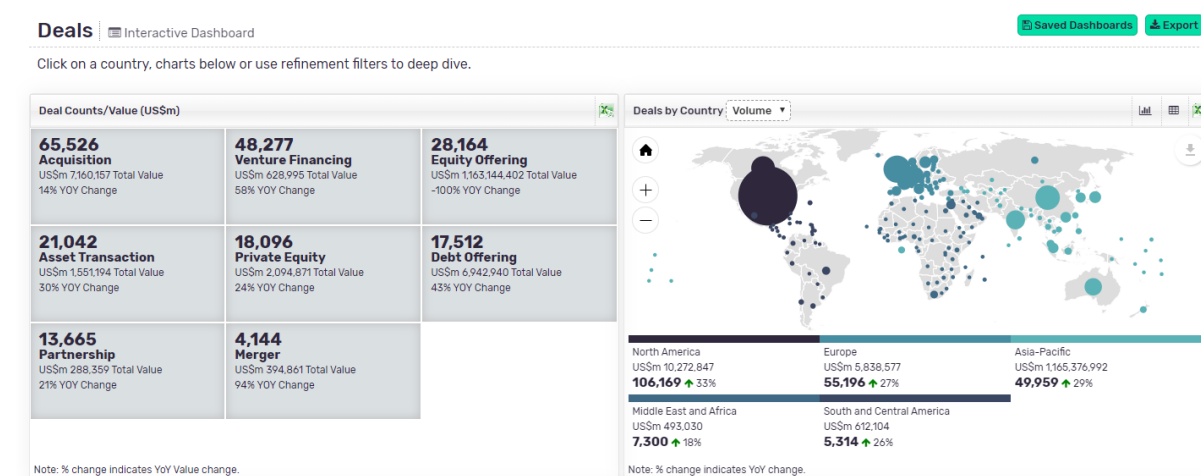 Deals
Interactive Dashboard
Saved Dashboards
Export
Click on a country, charts below or use refinement filters to deep dive.
Deal Counts/Value (US$m)
65,526
Acquisition
US$m 7,160,157 Total Value
14% YOY Change
48,277
Venture Financing
US$m 628,995 Total Value
58% YOY Change
28,164
Equity Offering
US$m 1,163,144,402 Total Value
-100% YOY Change
21,042
Asset Transaction
US$m 1,551,194 Total Value
30% YOY Change
18,096
Private Equity
US$m 2,094,871 Total Value
24% YOY Change
17,512
Debt Offering
US$m 6,942,940 Total Value
43% YOY Change
13,665
Partnership
US$m 288,359 Total Value
21% YOY Change
4,144
Merger
US$m 394,861 Total Value
94% YOY Change
Note: % change indicates YoY Value change.
Deals by Country Volume
North America
US$m 10,272,847
106,169 33%
Europe
US$m 5,838,577
55,196 27%
Asia-Pacific
US$m 1,165,376,992
49,959 29%
Middle East and Africa
US$m 493,030
7,300 18%
South and Central America
US$m 612,104
5,314 26%
Note: % change indicates YoY change.